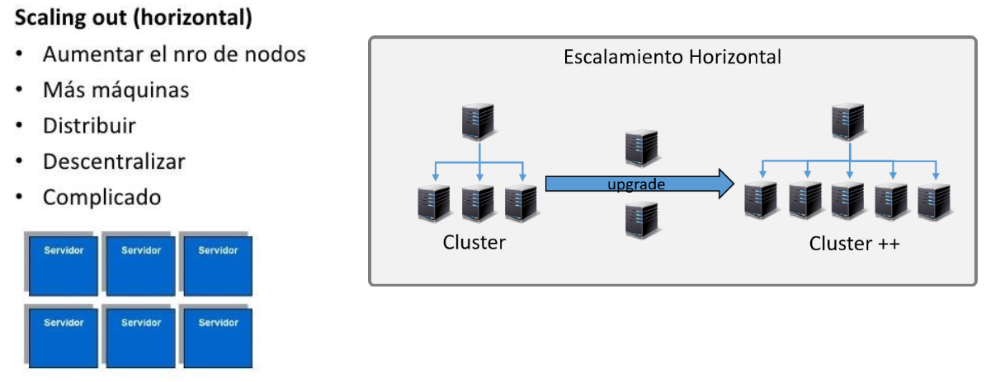 Scaling out (horizontal)
• Aumentar el nro de nodos
• Más máquinas
• Distribuir
• Descentralizar
• Complicado
Servidor Servidor Servidor
Servidor Servidor Servidor
Escalamiento Horizontal
upgrade
Cluster
Cluster ++